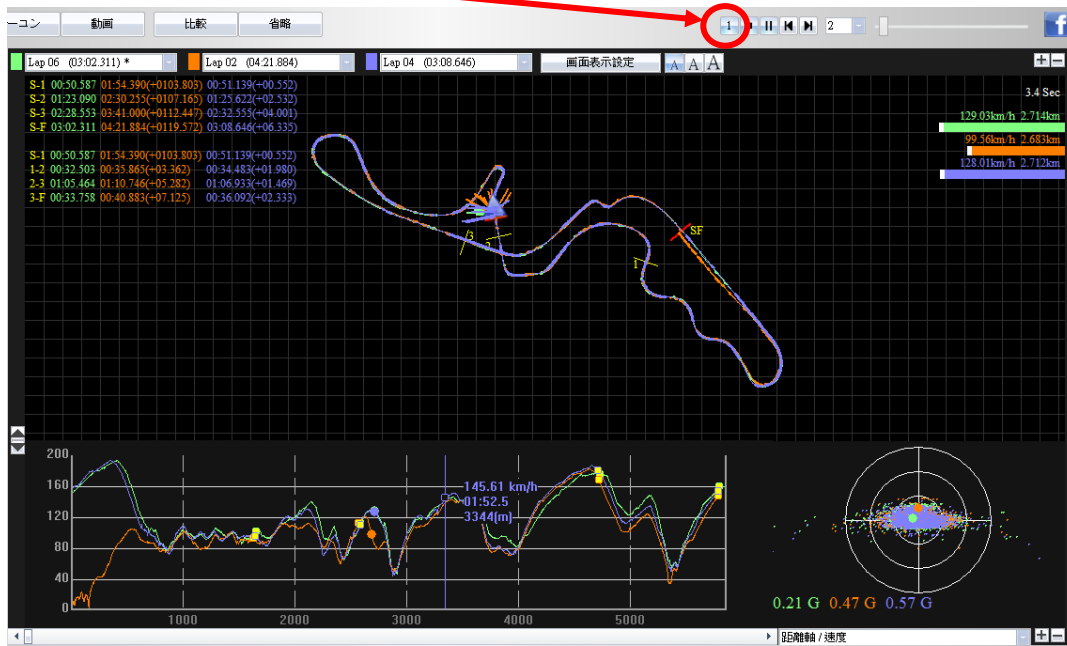 ーコン 動画 比較 省略 1 2 f
Lap 06 (03:02.311) * Lap 02 (04:21.884) Lap 04 (03:08.646) 画面表示設定 A A A
S-1 00:50.587 01:54.390(+0103.803) 00:51.139(+00.552)
S-2 01:23.090 02:30.255(+0107.165) 01:25.622(+02.532)
S-3 02:28.553 03:41.000(+0112.447) 02:32.555(+04.001)
S-F 03:02.311 04:21.884(+0119.572) 03:08.646(+06.335)
S-1 00:50.587 01:54.390(+0103.803) 00:51.139(+00.552)
1-2 00:32.503 00:35.865(+03.362) 00:34.483(+01.980)
2-3 01:05.464 01:10.746(+05.282) 01:06.933(+01.469)
3-F 00:33.758 00:40.883(+07.125) 00:36.092(+02.333)
3.4 Sec
129.03km/h 2.714km
99.56km/h 2.683km
128.01km/h 2.712km
SF
3
2
1
200
160
120
80
40
0
145.61 km/h
01:52.5
3344[m]
1000 2000 3000 4000 5000
0.21 G 0.47 G 0.57 G
距離軸 / 速度